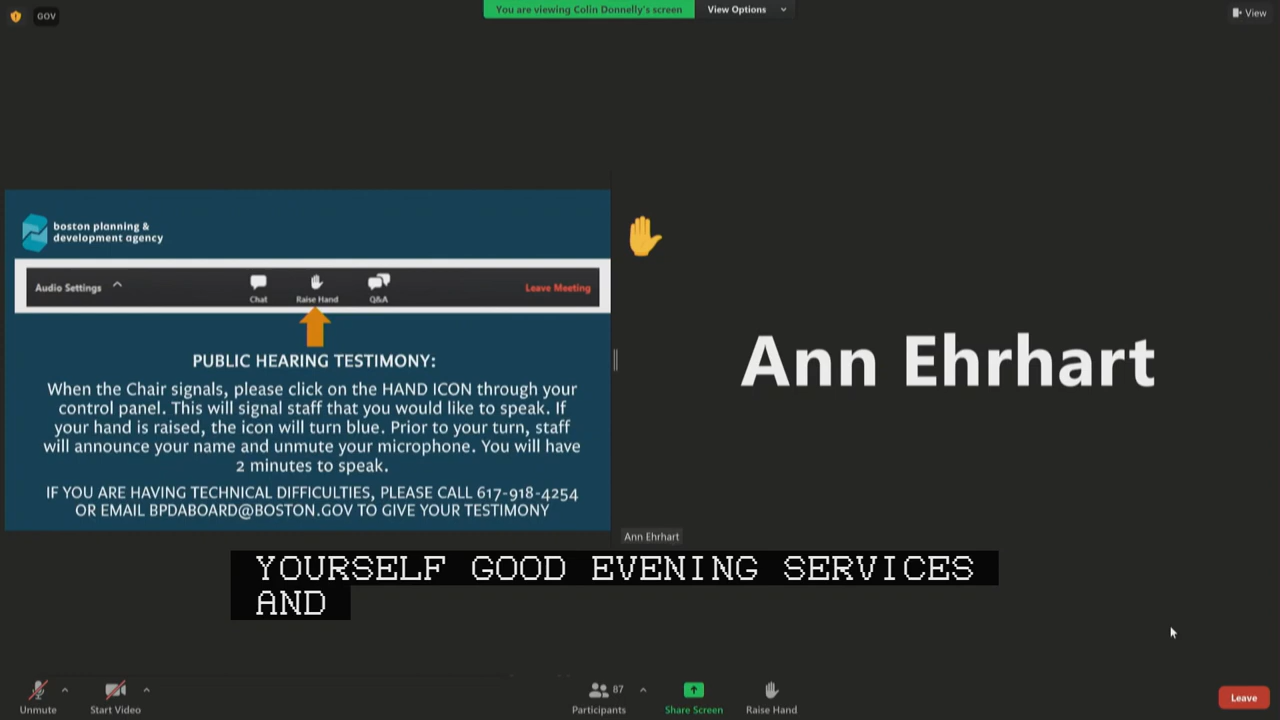 GOV
You are viewing Colin Donnelly's screen
View Options
View
boston planning &
development agency
Audio Settings
Chat
Raise Hand
Q&A
Leave Meeting
PUBLIC HEARING TESTIMONY:
When the Chair signals, please click on the HAND ICON through your
control panel. This will signal staff that you would like to speak. If
your hand is raised, the icon will turn blue. Prior to your turn, staff
will announce your name and unmute your microphone. You will have
2 minutes to speak.
IF YOU ARE HAVING TECHNICAL DIFFICULTIES, PLEASE CALL 617-918-4254
OR EMAIL BPDABOARD@BOSTON.GOV TO GIVE YOUR TESTIMONY
Ann Ehrhart
Ann Ehrhart
YOURSELF GOOD EVENING SERVICES
AND
Unmute
Start Video
87
Participants
Share Screen
Raise Hand
Leave